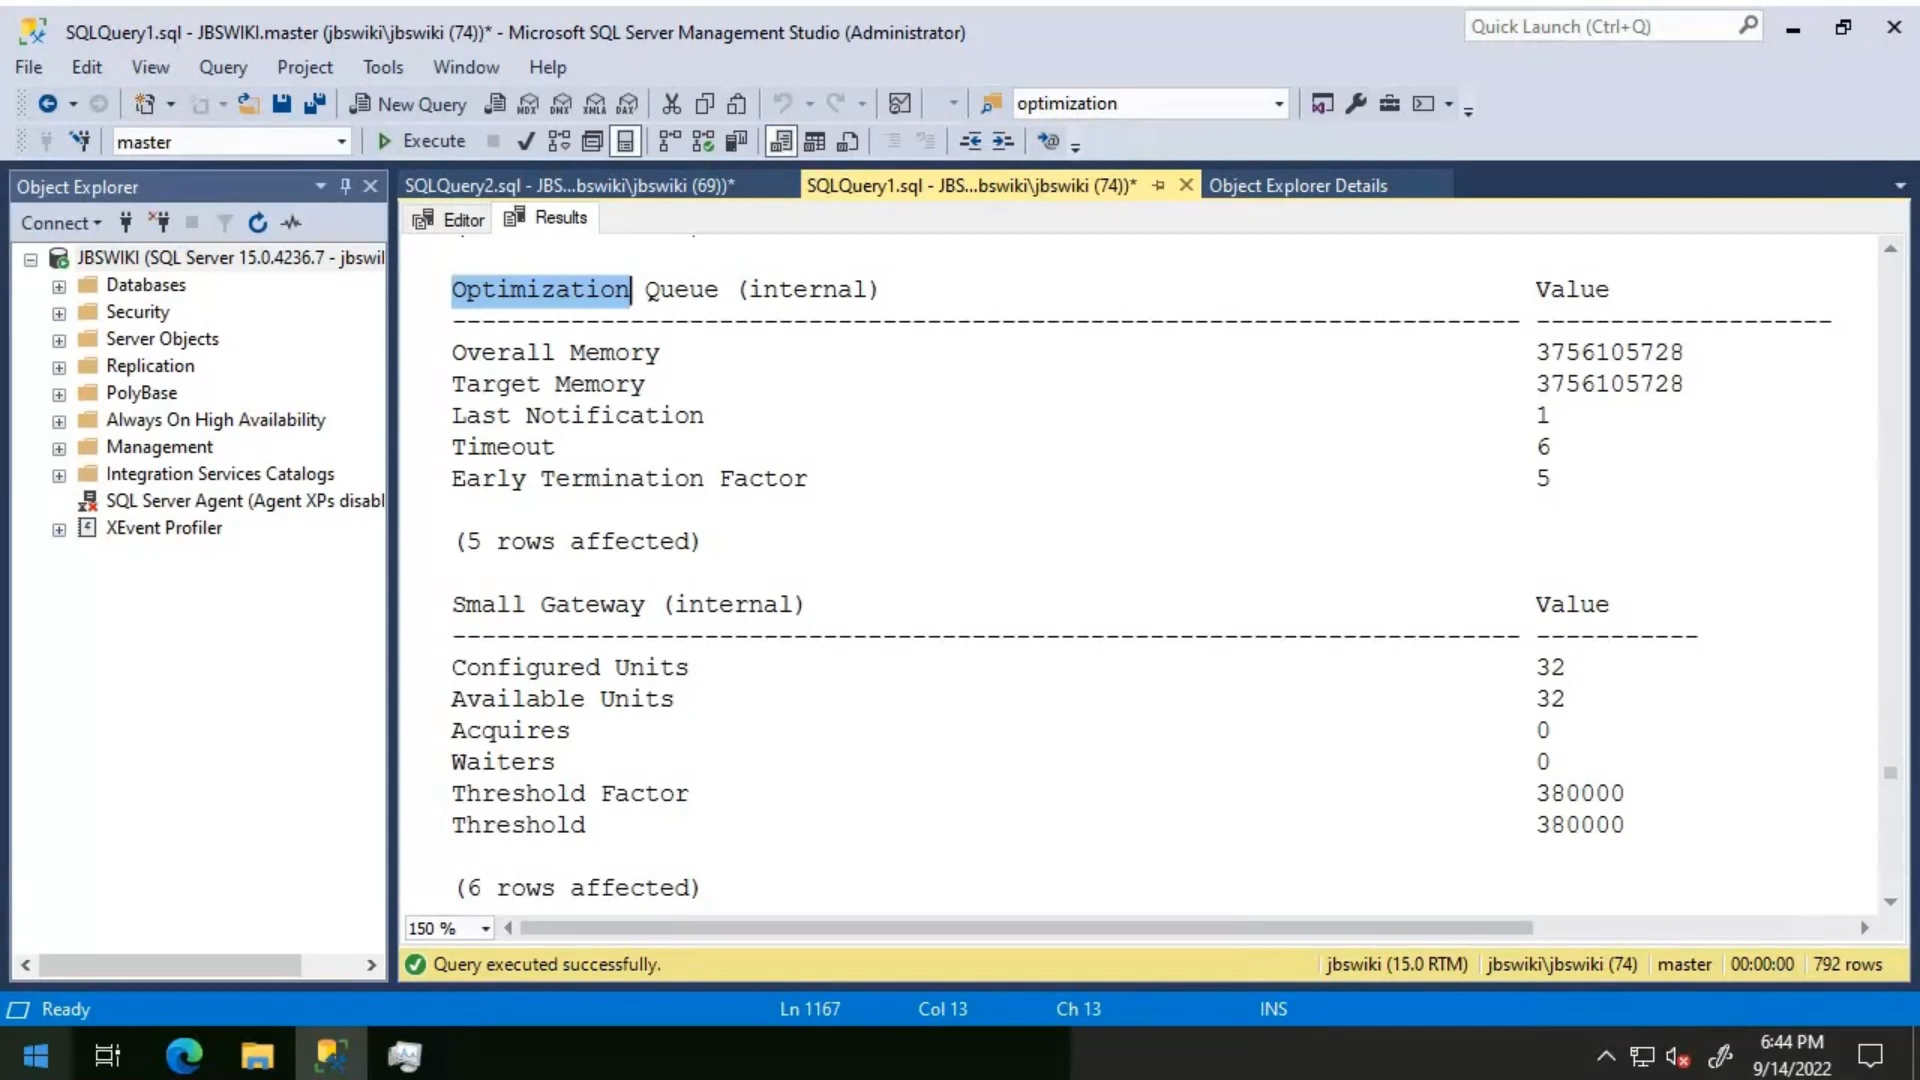 SQLQuery1.sql - JBSWIKI.master (jbswiki\jbswiki (74))* - Microsoft SQL Server Management Studio (Administrator)
Quick Launch (Ctrl+Q)
File Edit View Query Project Tools Window Help
New Query MDX DMX XMLA DAX optimization
master Execute
Object Explorer
SQLQuery2.sql - JBS...bswiki\jbswiki (69))* SQLQuery1.sql - JBS...bswiki\jbswiki (74))* Object Explorer Details
Connect
Editor Results
JBSWIKI (SQL Server 15.0.4236.7 - jbswil
Databases
Security
Server Objects
Replication
PolyBase
Always On High Availability
Management
Integration Services Catalogs
SQL Server Agent (Agent XPs disabl
XEvent Profiler
Optimization Queue (internal) Value
-------------------------------------------------------------------------- --------------------
Overall Memory 3756105728
Target Memory 3756105728
Last Notification 1
Timeout 6
Early Termination Factor 5
(5 rows affected)
Small Gateway (internal) Value
-------------------------------------------------------------------------- -----------
Configured Units 32
Available Units 32
Acquires 0
Waiters 0
Threshold Factor 380000
Threshold 380000
(6 rows affected)
150 %
Query executed successfully. jbswiki (15.0 RTM) jbswiki\jbswiki (74) master 00:00:00 792 rows
Ready Ln 1167 Col 13 Ch 13 INS
6:44 PM
9/14/2022